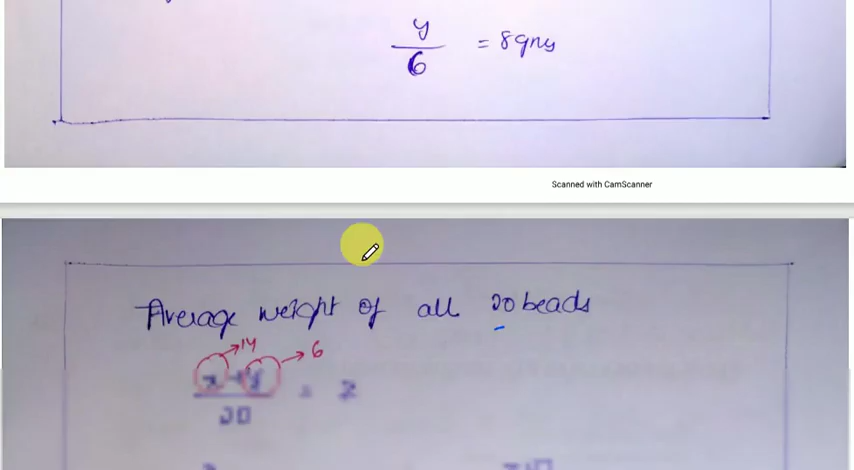 y
6 = 8gms
Scanned with CamScanner
Average weight of all 20 beads
14
6
x + y
20 = z